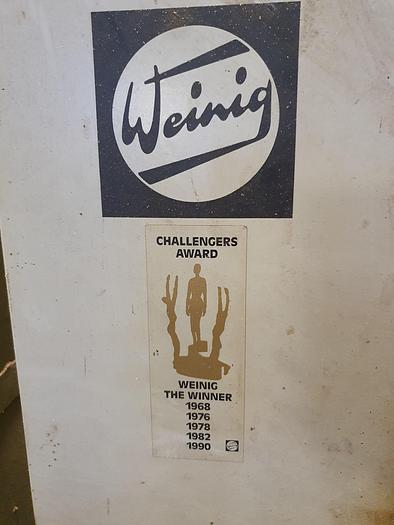 Weinig
CHALLENGERS
AWARD
WEINIG
THE WINNER
1968
1976
1978
1982
1990